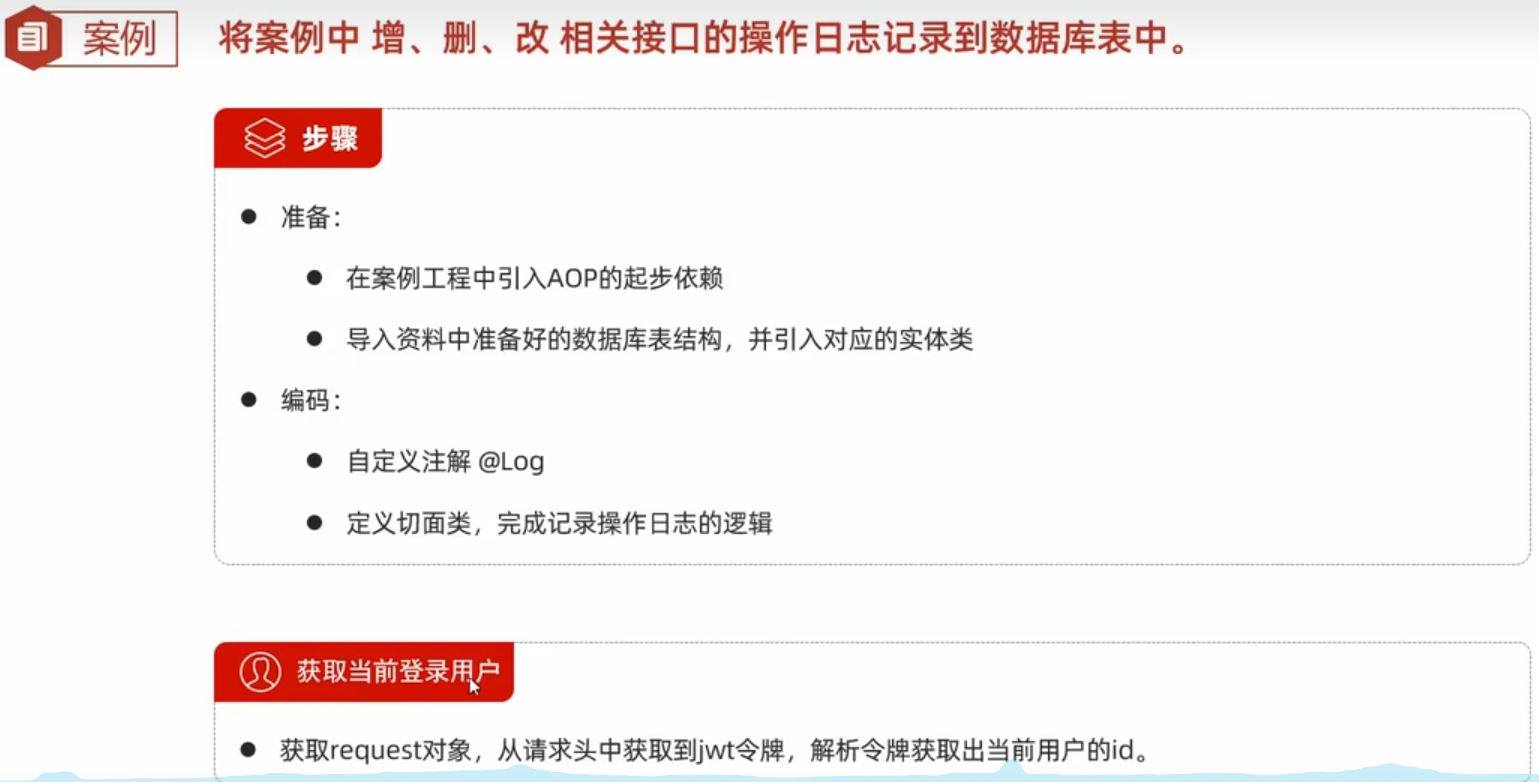 案例 将案例中 增、删、改 相关接口的操作日志记录到数据库表中。
步骤
准备：
在案例工程中引入AOP的起步依赖
导入资料中准备好的数据库表结构，并引入对应的实体类
编码：
自定义注解 @Log
定义切面类，完成记录操作日志的逻辑
获取当前登录用户
获取request对象，从请求头中获取到jwt令牌，解析令牌获取出当前用户的id。